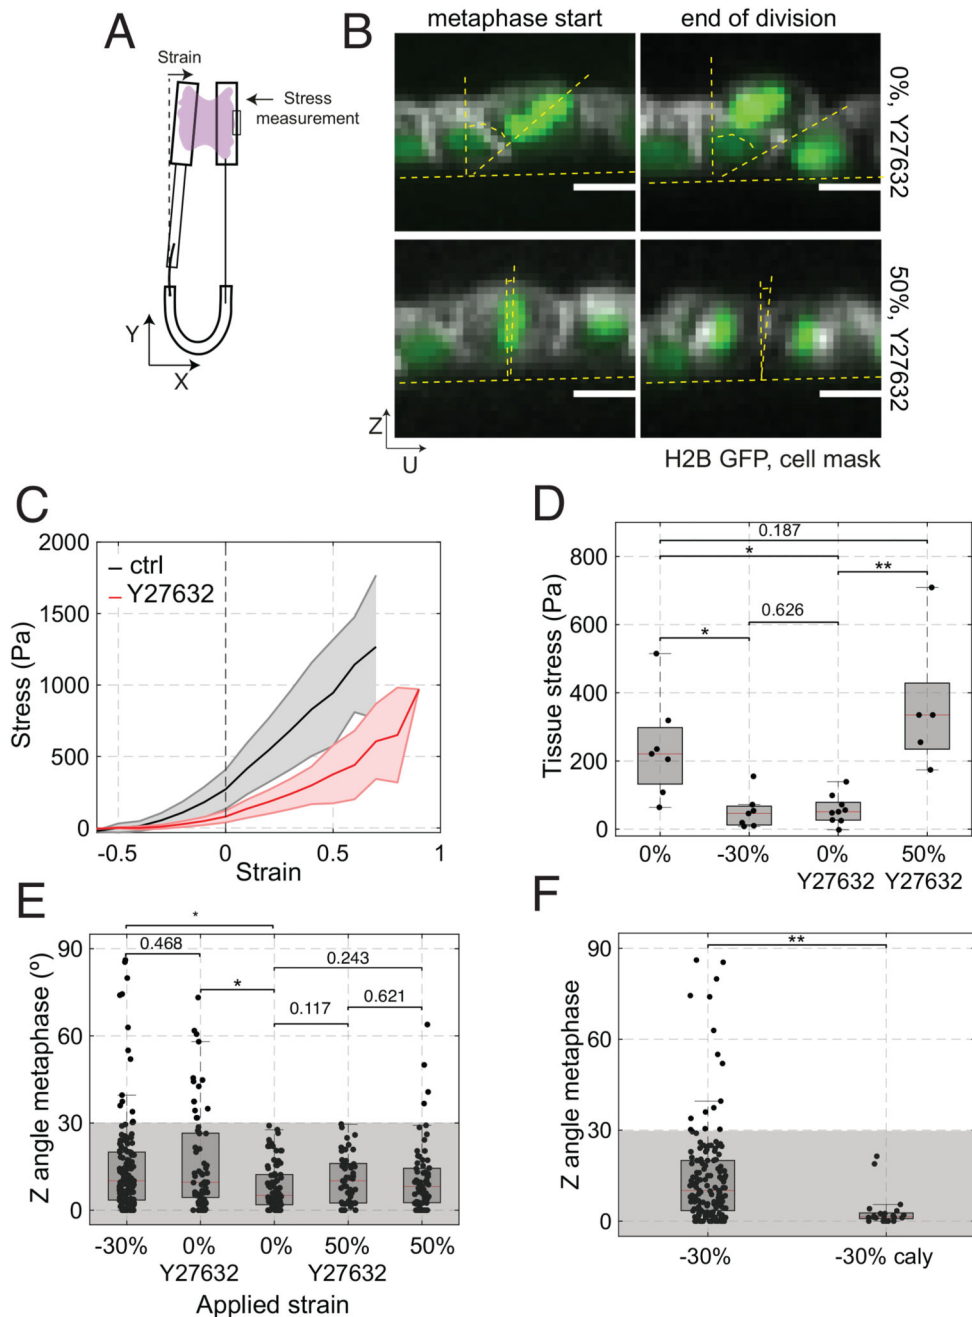 A
Strain
Stress
measurement
Y
X
B
metaphase start
end of division
0%, Y27632
50%, Y27632
Z
U
H2B GFP, cell mask
C
2000
1500
1000
500
0
Stress (Pa)
ctrl
Y27632
-0.5
0
0.5
1
Strain
D
0.187
*
**
0.626
*
800
600
400
200
0
Tissue stress (Pa)
0%
-30%
0%
50%
Y27632
Y27632
E
*
0.468
0.243
*
0.117
0.621
90
60
30
0
Z angle metaphase (º)
-30%
0%
0%
50%
50%
Y27632
Y27632
Applied strain
F
**
90
60
30
0
Z angle metaphase
-30%
-30% caly